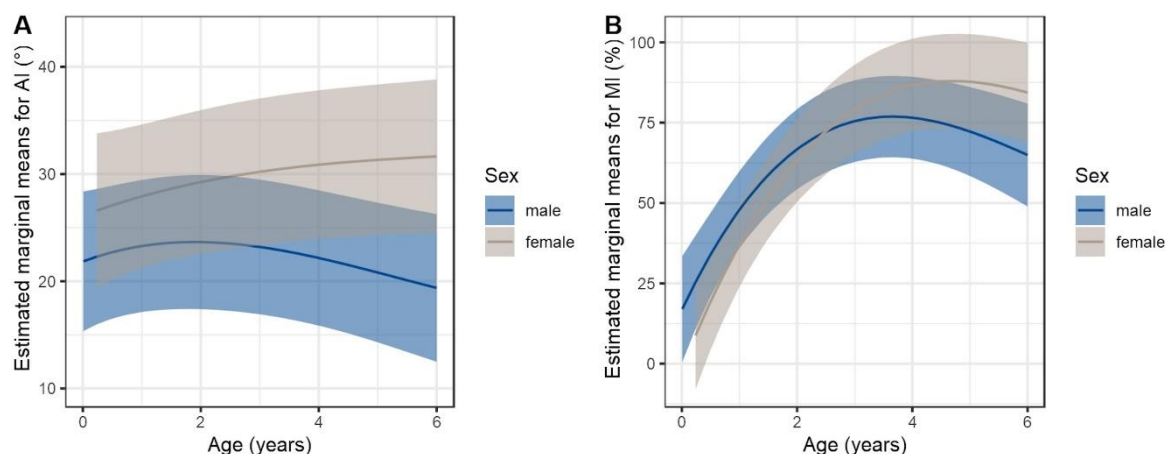 A
Estimated marginal means for AI (°)
40
30
20
10
0
2
4
6
Age (years)
Sex
male
female
B
Estimated marginal means for MI (%)
100
75
50
25
0
0
2
4
6
Age (years)
Sex
male
female